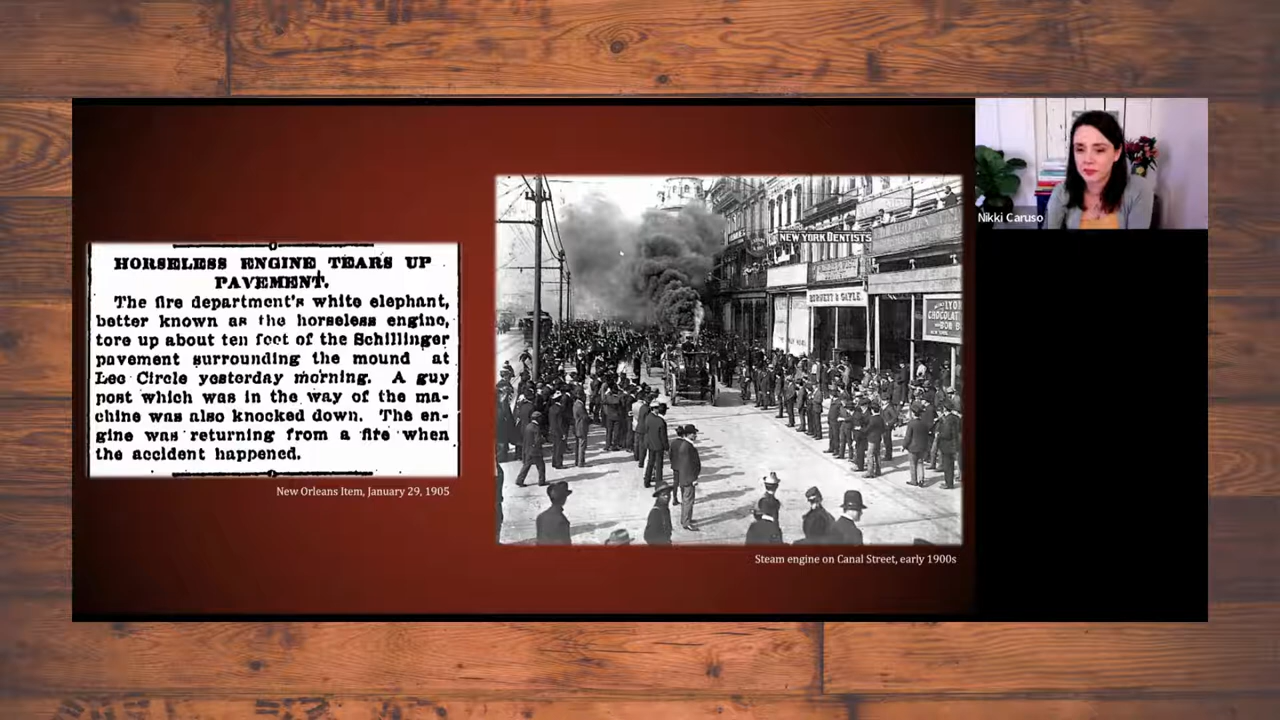 HORSELESS ENGINE TEARS UP
PAVEMENT.
The fire department's white elephant,
better known as the horseless engine,
tore up about ten feet of the Schillinger
pavement surrounding the mound at
Lee Circle yesterday morning. A guy
post which was in the way of the ma-
chine was also knocked down. The en-
gine was returning from a fire when
the accident happened.
New Orleans Item, January 29, 1905
NEW YORK DENTISTS
CHOCOLAT
Steam engine on Canal Street, early 1900s
Nikki Caruso